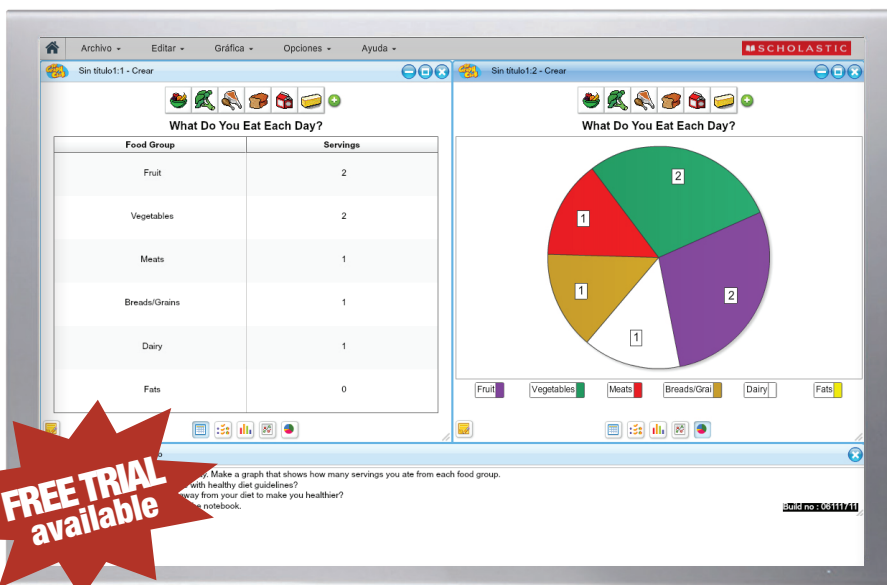 Archivo Editar Gráfica Opciones Ayuda
SCHOLASTIC
Sin título1:1 - Crear
What Do You Eat Each Day?
Food Group Servings
Fruit 2
Vegetables 2
Meats 1
Breads/Grains 1
Dairy 1
Fats 0
Sin título1:2 - Crear
What Do You Eat Each Day?
2
1
2
1
1
Fruit Vegetables Meats Breads/Grai Dairy Fats
Make a graph that shows how many servings you ate from each food group.
with healthy diet guidelines?
away from your diet to make you healthier?
notebook.
Build no : 06111711
FREE TRIAL
available